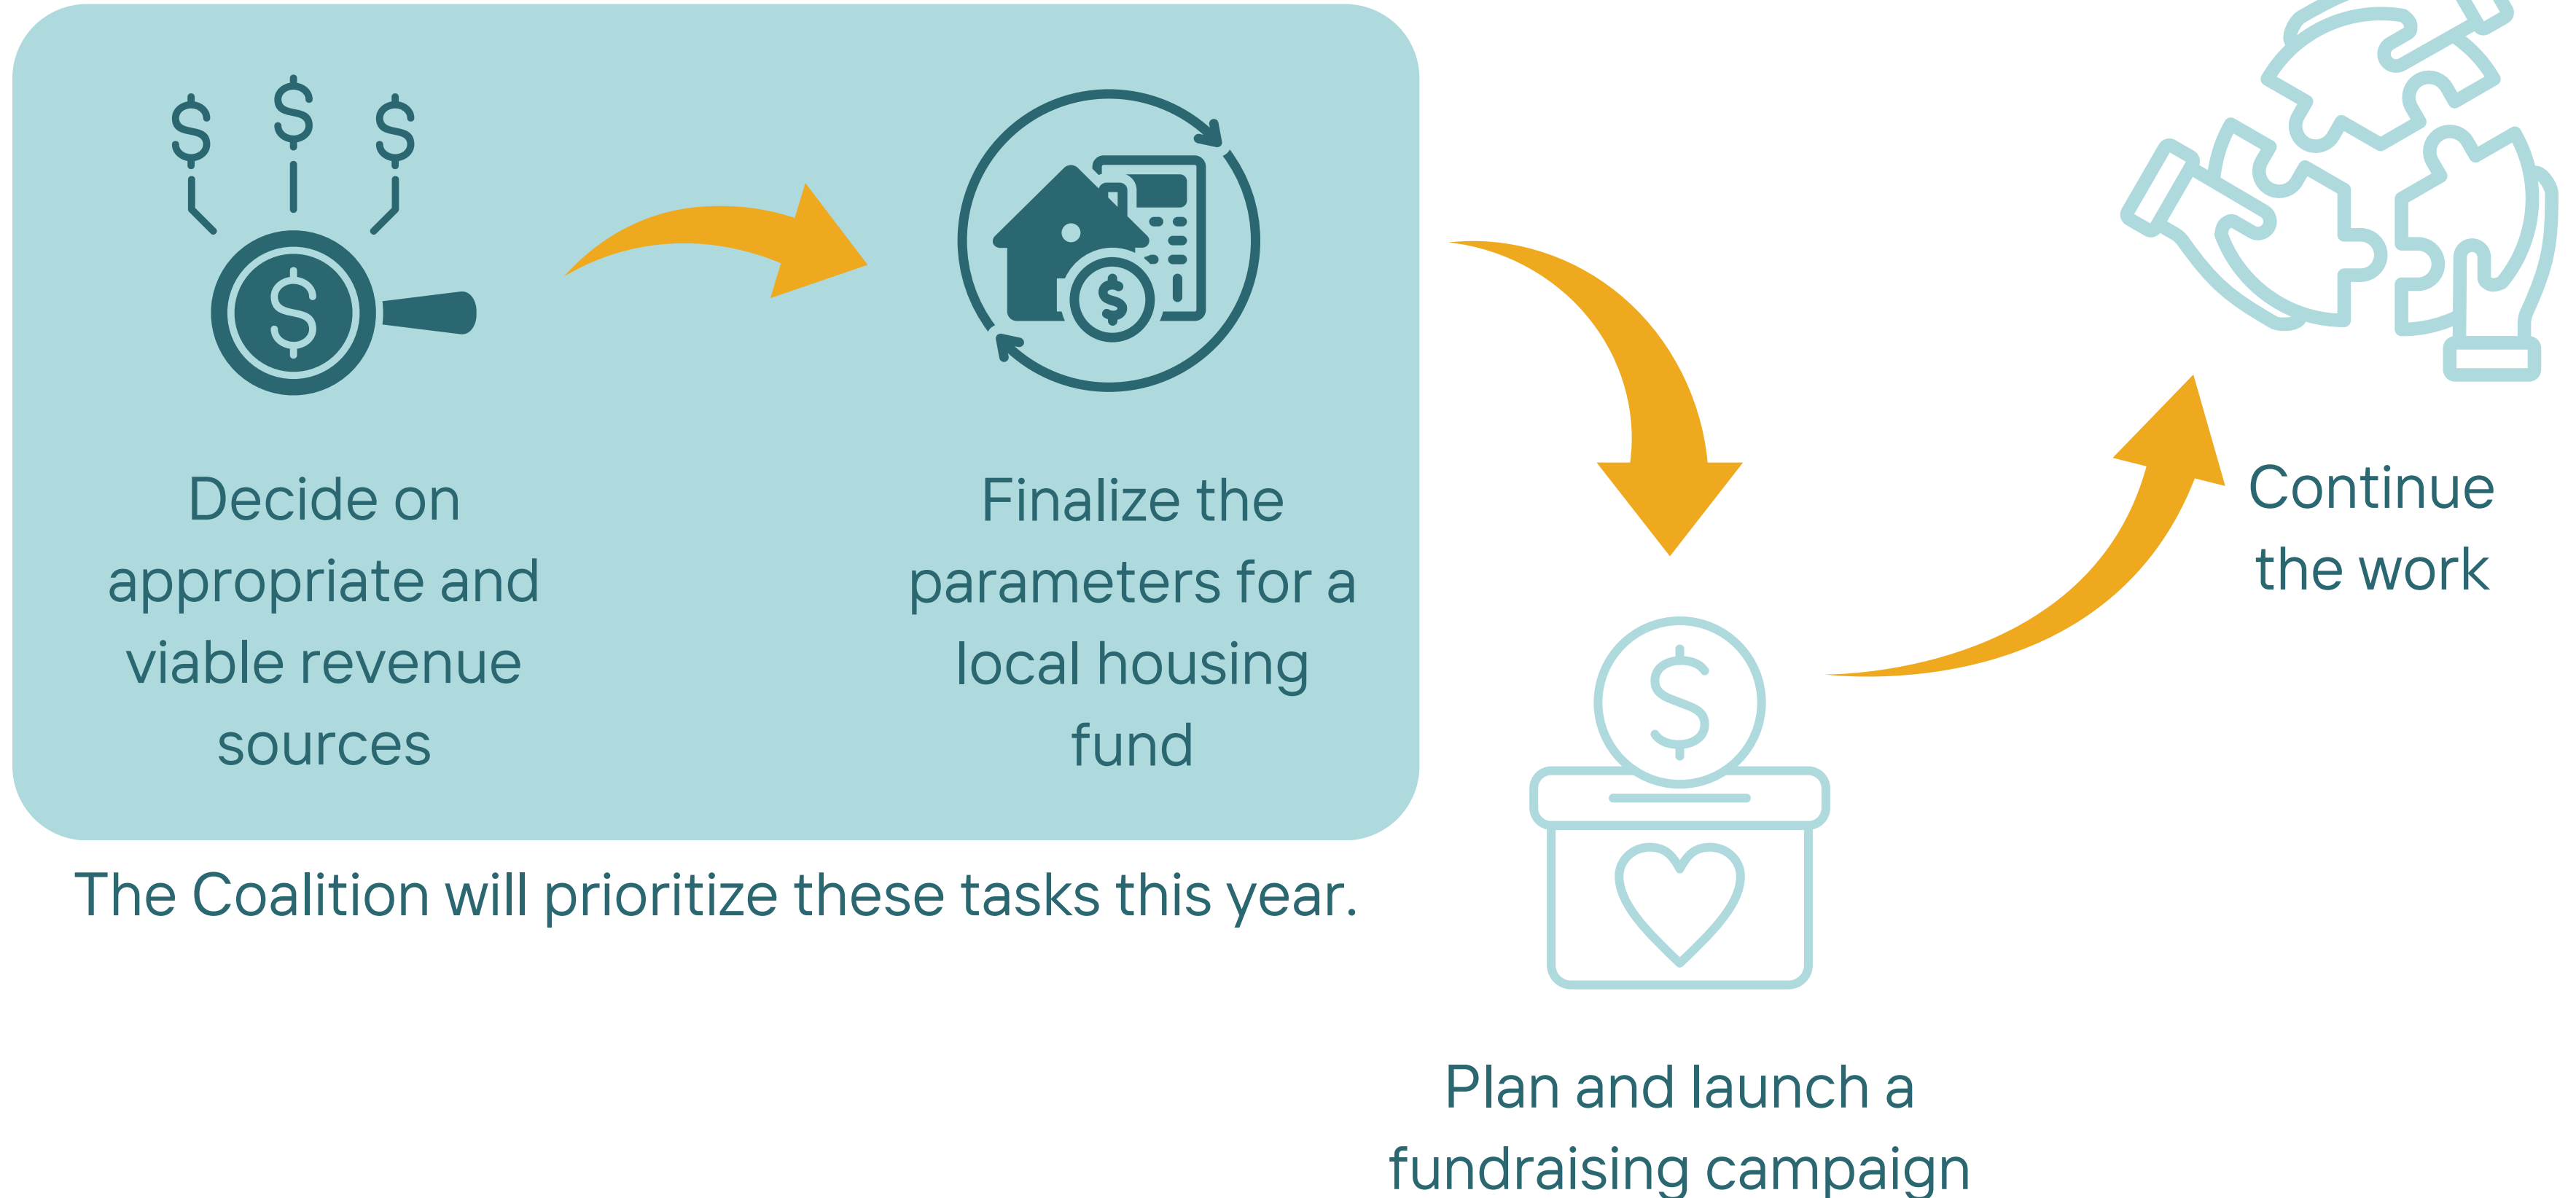 Decide on
appropriate and
viable revenue
sources
Finalize the
parameters for a
local housing
fund
The Coalition will prioritize these tasks this year.
Plan and launch a
fundraising campaign
Continue
the work